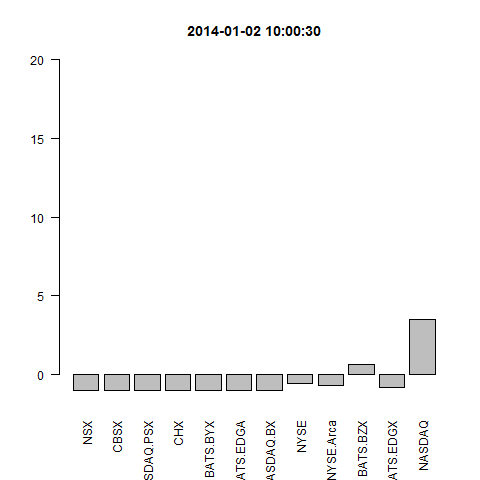 2014-01-02 10:00:30
20
15
10
5
0
NSX
CBSX
SDAQ.PSX
CHX
BATS.BYX
ATS.EDGA
ASDAQ.BX
NYSE
NYSE.Arca
BATS.BZX
ATS.EDGX
NASDAQ